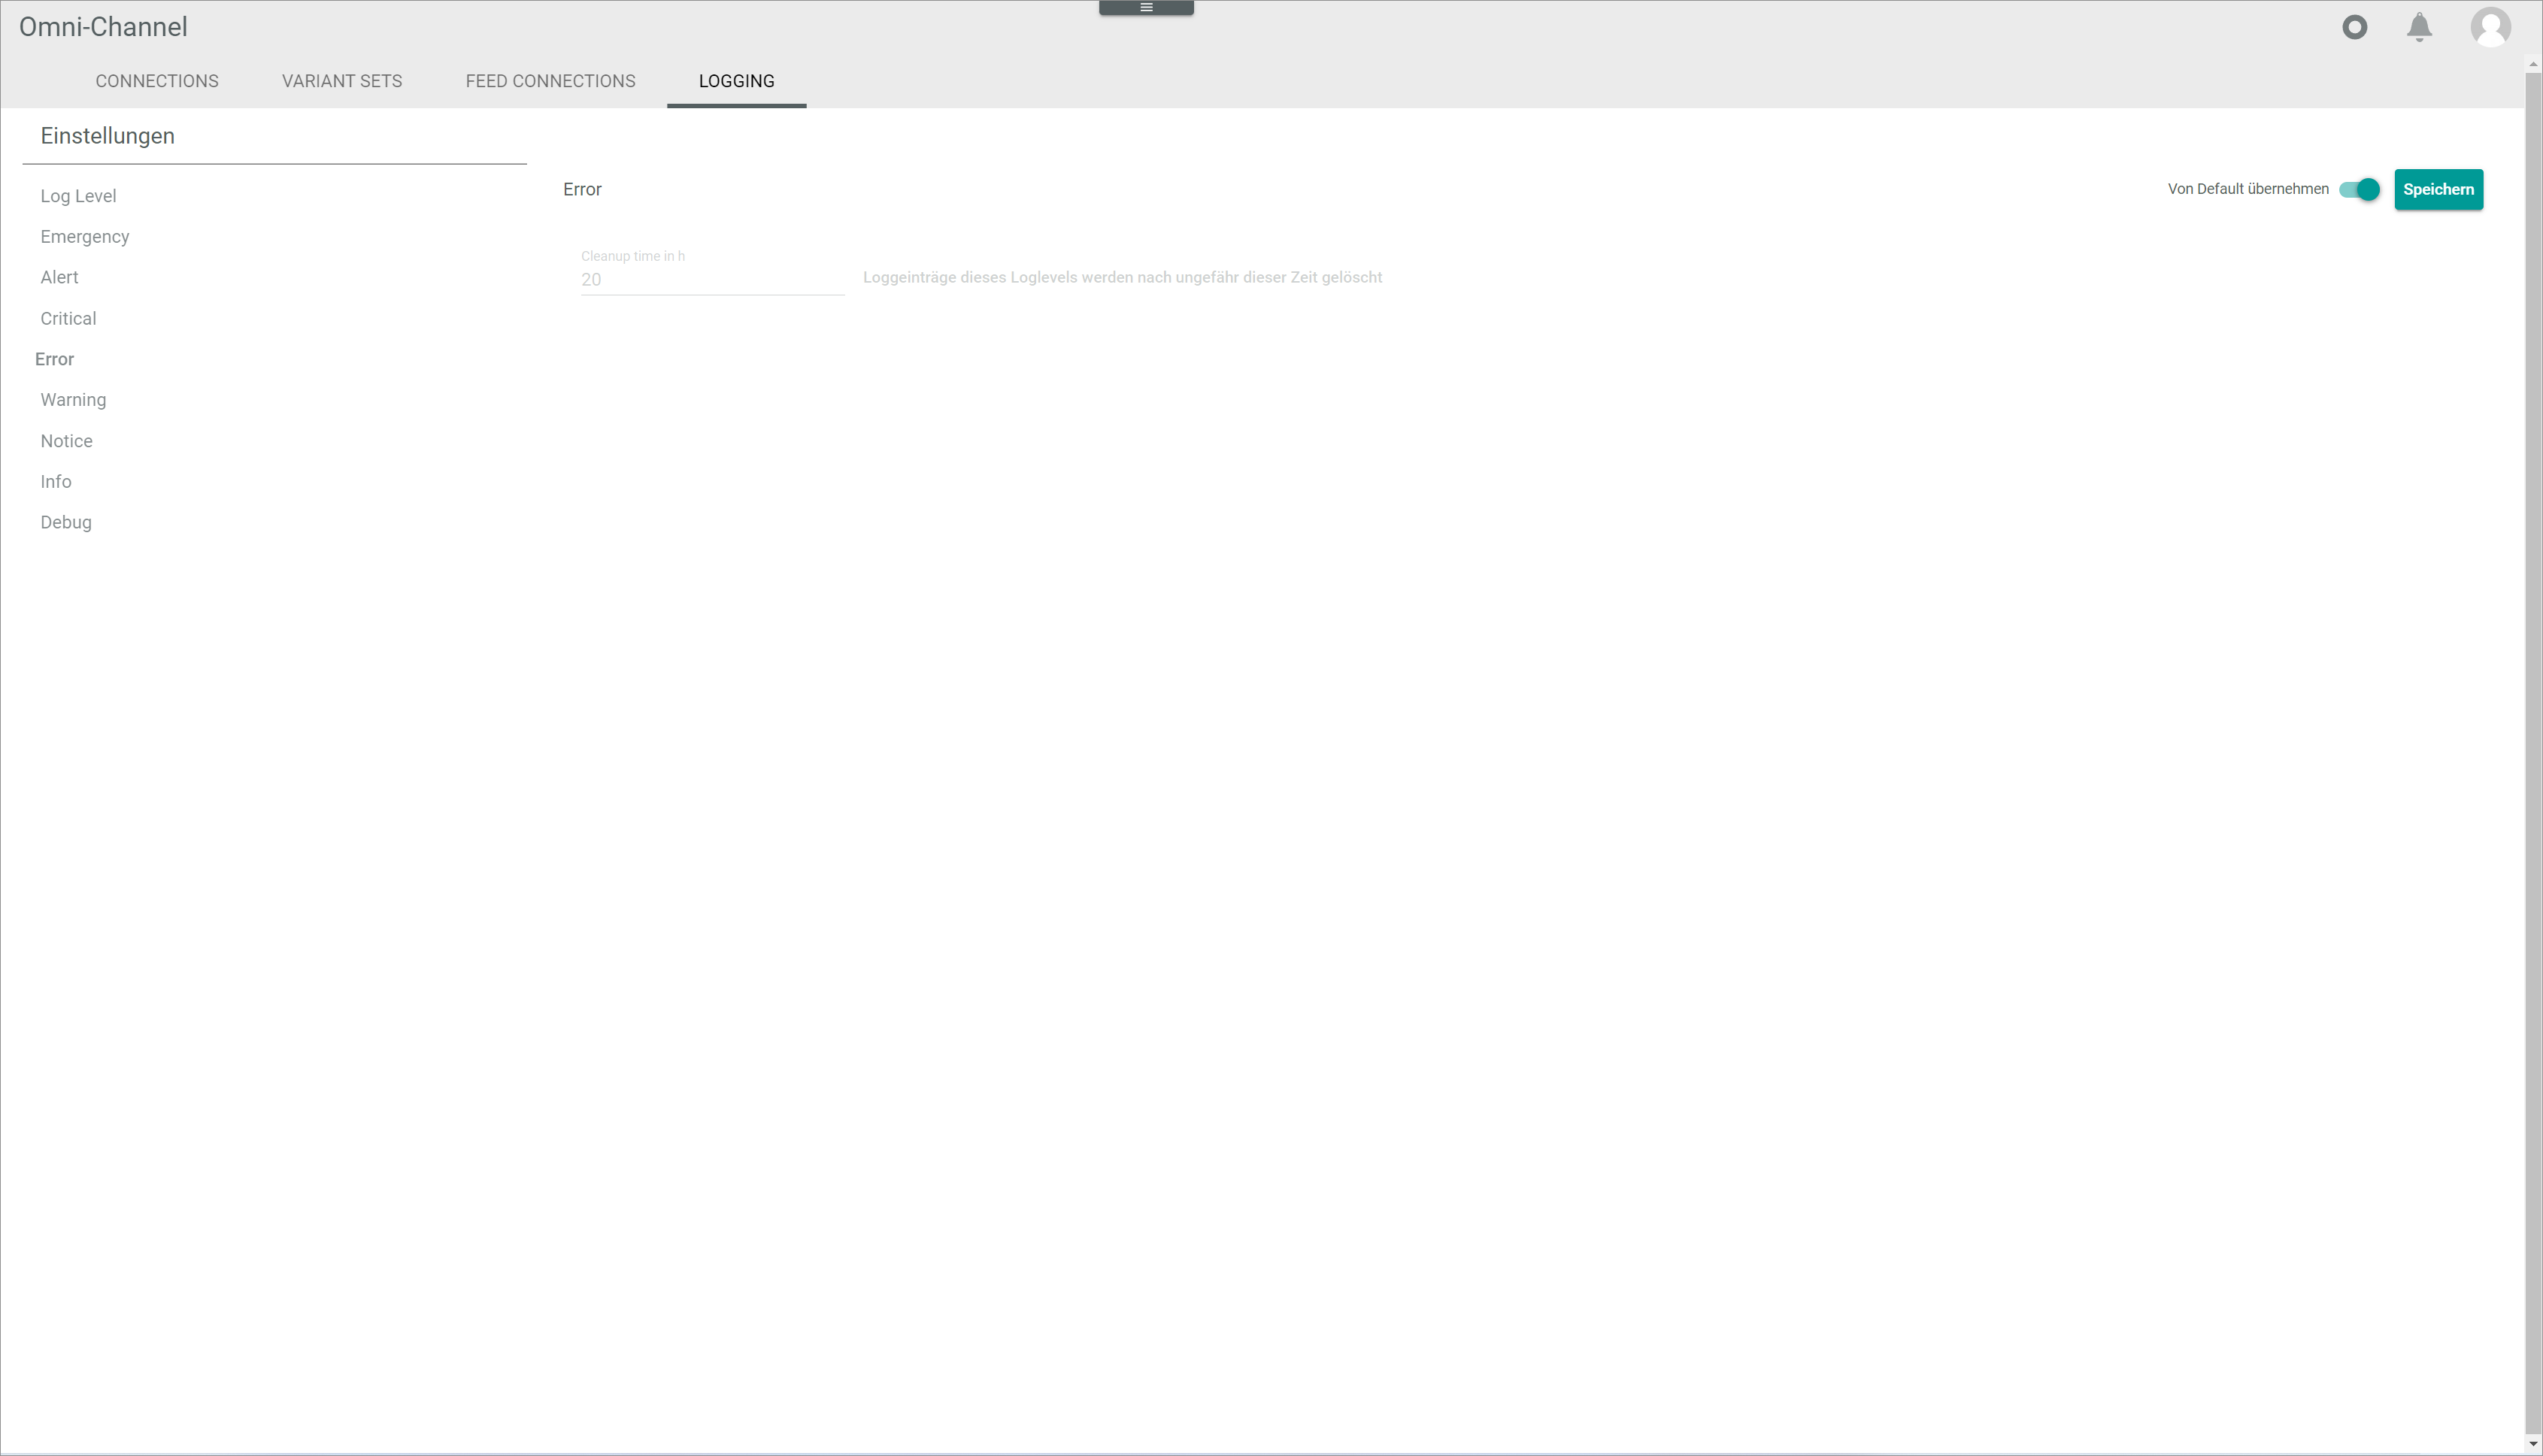 Omni-Channel
CONNECTIONS VARIANT SETS FEED CONNECTIONS LOGGING
Einstellungen
Log Level
Emergency
Alert
Critical
Error
Warning
Notice
Info
Debug
Error
Von Default übernehmen Speichern
Cleanup time in h
20
Loggeinträge dieses Loglevels werden nach ungefähr dieser Zeit gelöscht